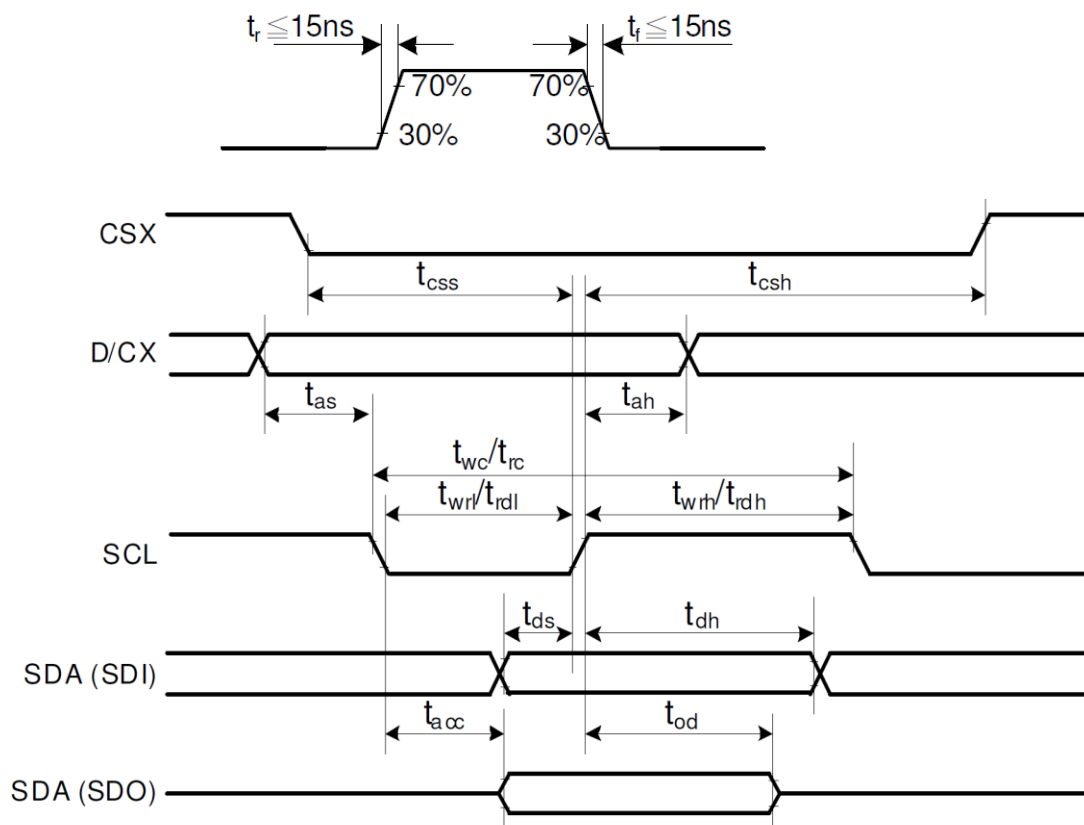 tr ≦15ns tf ≦15ns
70% 70%
30% 30%
CSX
tcss tcsh
D/CX
tas tah
twc/trc
twrl/trdl twrh/trdh
SCL
tds tdh
SDA (SDI)
tacc tod
SDA (SDO)